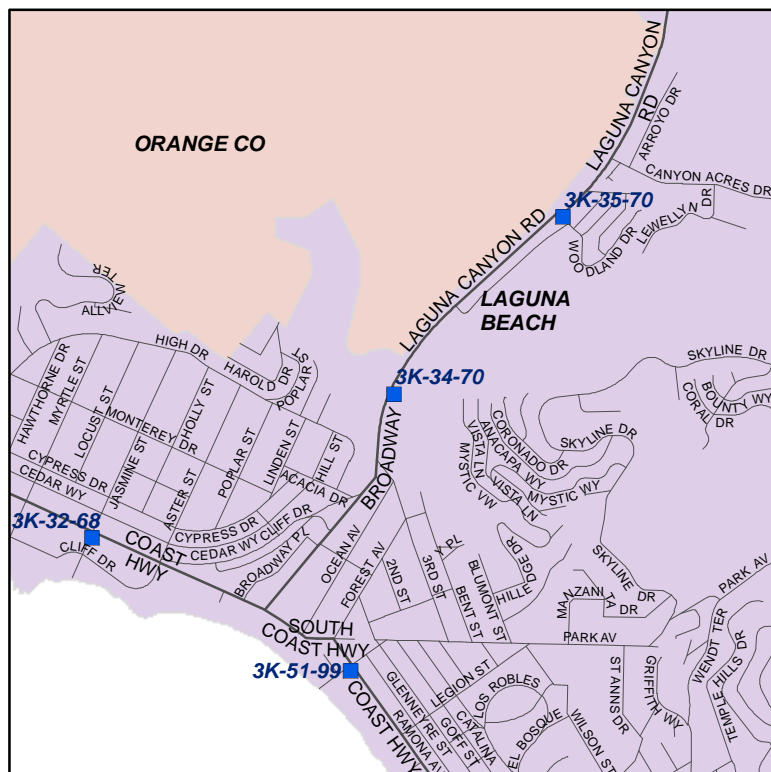 LAGUNA CANYON
RD
ARROYO DR
ORANGE CO
CANYON ACRES DR
3K-35-70
LEWELLYN
DR
WOODLAND DR
LAGUNA CANYON RD
LAGUNA
BEACH
ALLVIEW TER
HIGH DR
HAROLD DR
POPLAR ST
SKYLINE DR
3K-34-70
BROADWAY
HAWTHORNE DR
MYRTLE ST
LOCUST ST
MONTEREY DR
HOLLY ST
JASMINE ST
ASTER ST
POPLAR ST
LINDEN ST
HILL ST
ACACIA DR
CYPRESS DR
CEDAR WY
CYPRESS DR
CEDAR WY
CLIFF DR
BROADWAY PZ
CORONADO DR
ANACAPA WY
VISTA LN
MYSTIC VW
VISTA LN
MYSTIC WY
SKYLINE DR
CORAL DR
BOUNTY WY
3K-32-68
CLIFF DR
COAST
HWY
OCEAN AV
FOREST AV
2ND ST
3RD ST
BENT ST
BLUMONT ST
HILLEDGE DR
SKYLINE DR
MANZANITA DR
PARK AV
PARK AV
SOUTH
COAST HWY
3K-51-99
COAST HWY
LEGION ST
GLENNEYRE ST
RAMONA AV
GOFF ST
CATALINA
LOS ROBLES
EL BOSQUE
WILSON ST
ST ANNS DR
GRIFFITH WY
WENDT TER
TEMPLE HILLS DR